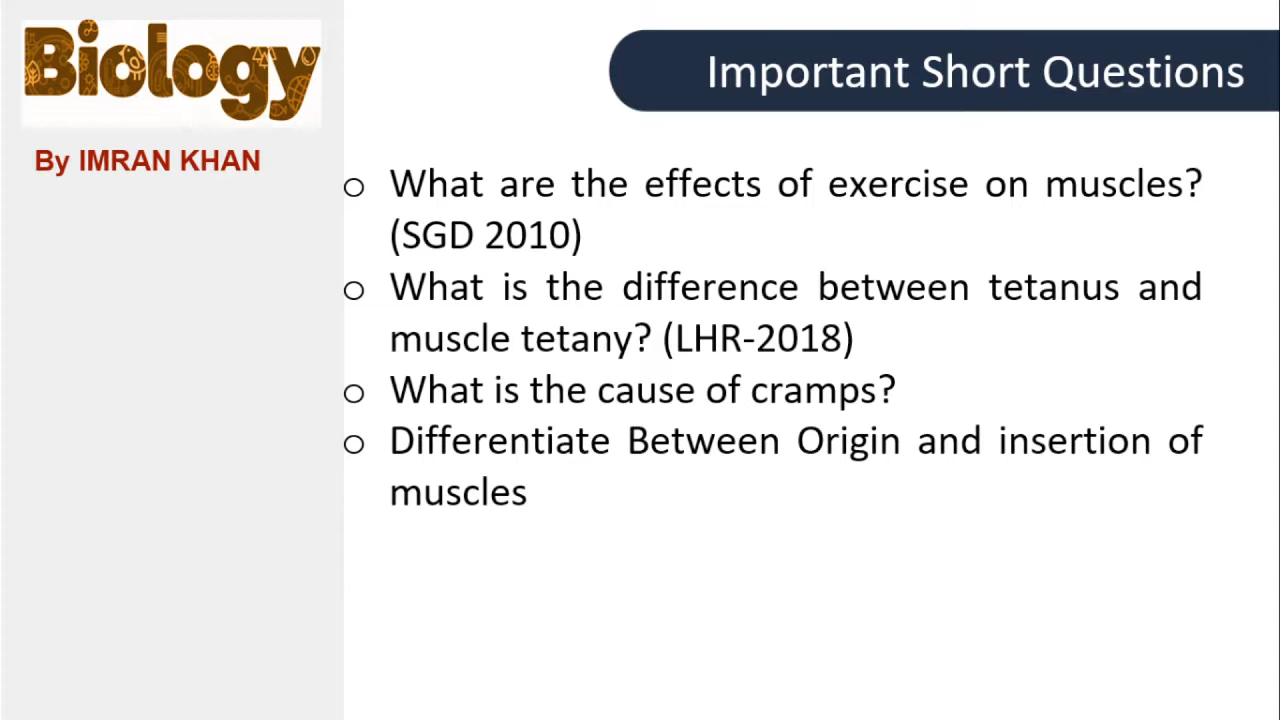 Biology
Important Short Questions
By IMRAN KHAN
o What are the effects of exercise on muscles?
(SGD 2010)
o What is the difference between tetanus and
muscle tetany? (LHR-2018)
o What is the cause of cramps?
o Differentiate Between Origin and insertion of
muscles